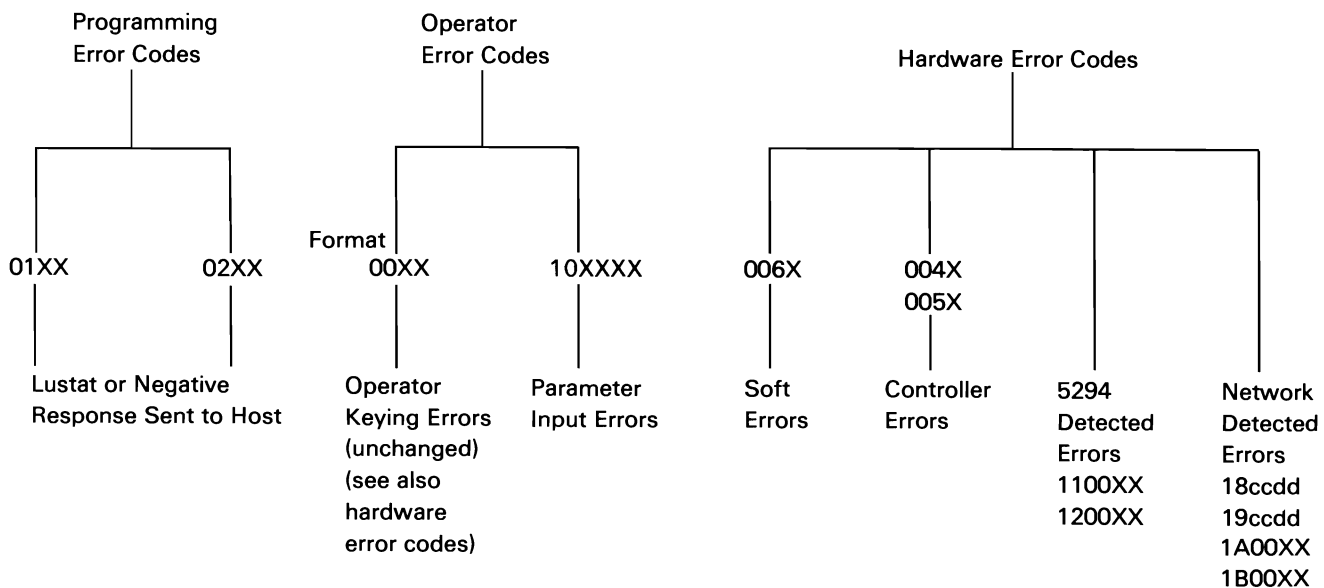 Programming
Error Codes
Operator
Error Codes
Hardware Error Codes
Format
01XX
02XX
00XX
10XXXX
006X
004X
005X
Lustat or Negative
Response Sent to Host
Operator
Keying Errors
(unchanged)
(see also
hardware
error codes)
Parameter
Input Errors
Soft
Errors
Controller
Errors
5294
Detected
Errors
1100XX
1200XX
Network
Detected
Errors
18ccdd
19ccdd
1A00XX
1B00XX